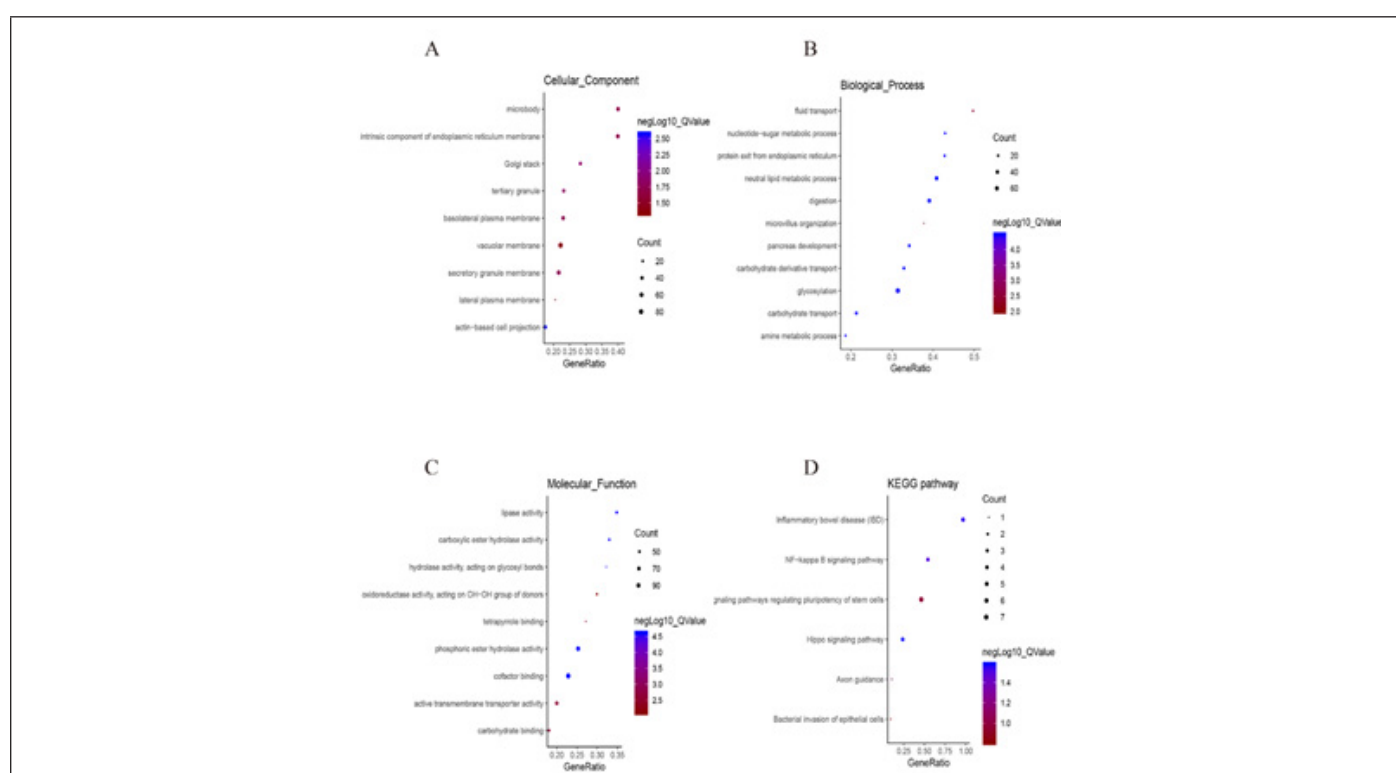 A
Cellular_Component
microbody
intrinsic component of endoplasmic reticulum membrane
Golgi stack
tertiary granule
basolateral plasma membrane
vacuolar membrane
secretory granule membrane
lateral plasma membrane
actin-based cell projection
0.20 0.25 0.30 0.35 0.40
GeneRatio
negLog10_QValue
2.50
2.25
2.00
1.75
1.50
Count
20
40
60
80
B
Biological_Process
fluid transport
nucleotide-sugar metabolic process
protein exit from endoplasmic reticulum
neutral lipid metabolic process
digestion
microvillus organization
pancreas development
carbohydrate derivative transport
glycosylation
carbohydrate transport
amine metabolic process
0.2 0.3 0.4 0.5
GeneRatio
Count
20
40
60
negLog10_QValue
4.0
3.5
3.0
2.5
2.0
C
Molecular_Function
lipase activity
carboxylic ester hydrolase activity
hydrolase activity, acting on glycosyl bonds
oxidoreductase activity, acting on CH-OH group of donors
tetrapyrrole binding
phosphoric ester hydrolase activity
cofactor binding
active transmembrane transporter activity
carbohydrate binding
0.20 0.25 0.30 0.35
GeneRatio
Count
50
70
90
negLog10_QValue
4.5
4.0
3.5
3.0
2.5
D
KEGG pathway
Inflammatory bowel disease (IBD)
NF-kappa B signaling pathway
gnaling pathways regulating pluripotency of stem cells
Hippo signaling pathway
Axon guidance
Bacterial invasion of epithelial cells
0.25 0.50 0.75 1.00
GeneRatio
Count
1
2
3
4
5
6
7
negLog10_QValue
1.4
1.2
1.0